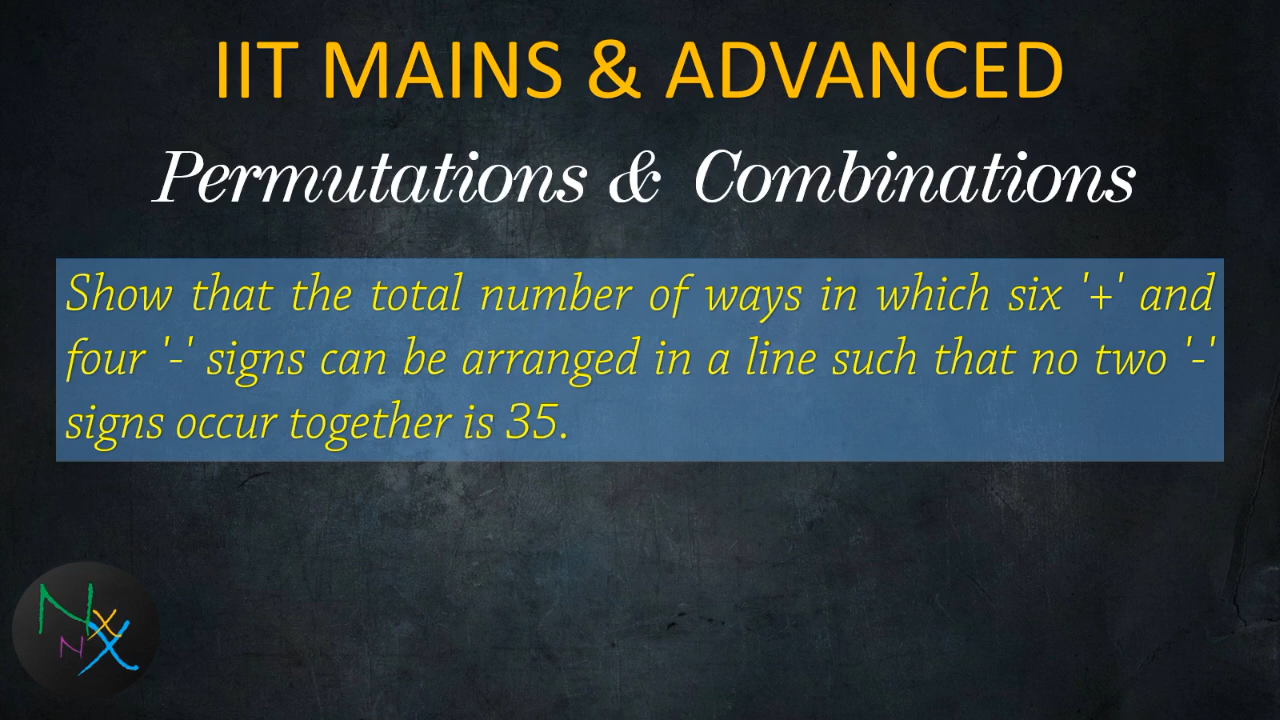 IIT MAINS & ADVANCED
Permutations & Combinations
Show that the total number of ways in which six '+' and
four '-' signs can be arranged in a line such that no two '-'
signs occur together is 35.
N x
N X